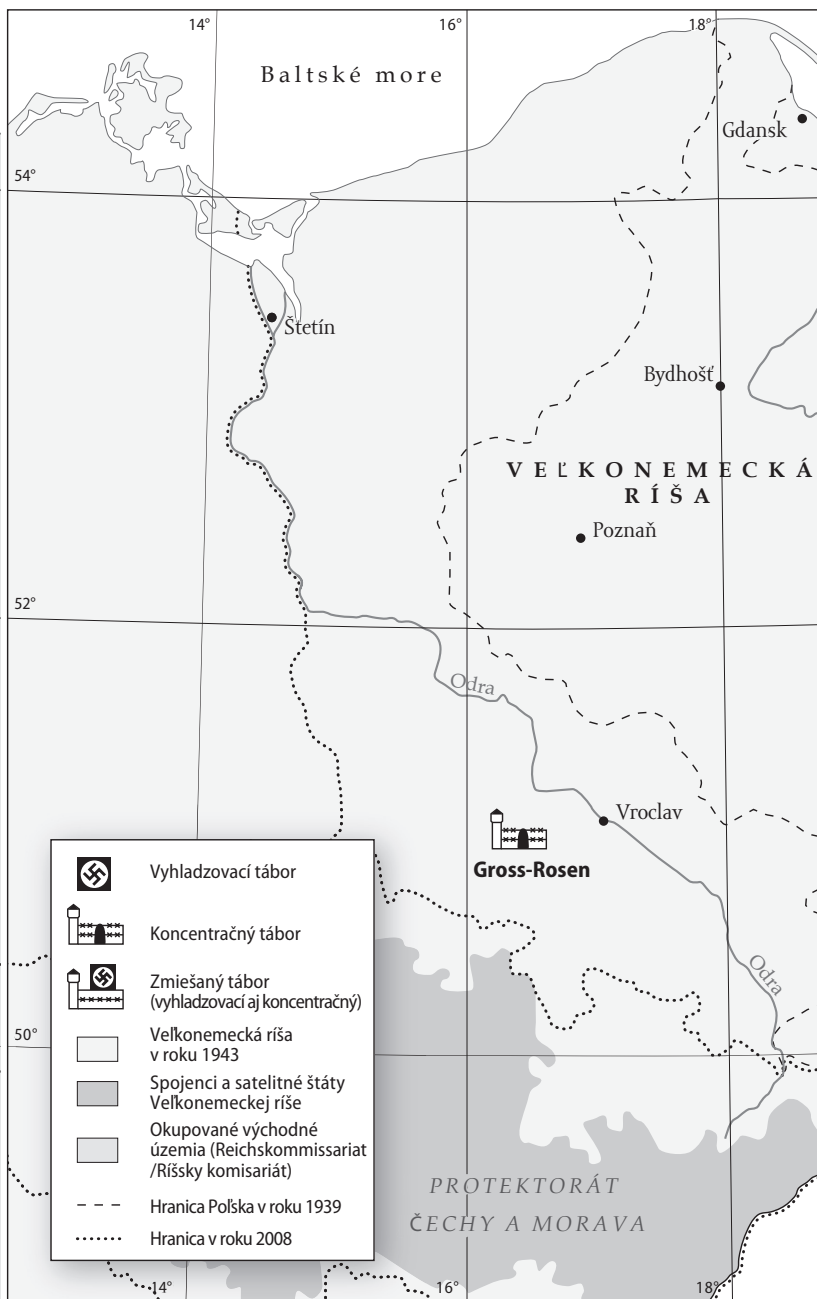 14°
16°
18°
Baltské more
Gdansk
54°
Štetín
Bydhošť
VEĽKONEMECKÁ
RÍŠA
Poznaň
52°
Odra
Vroclav
Gross-Rosen
Odra
50°
Vyhladzovací tábor
Koncentračný tábor
Zmiešaný tábor
(vyhladzovací aj koncentračný)
Veľkonemecká ríša
v roku 1943
Spojenci a satelitné štáty
Veľkonemeckej ríše
Okupované východné
územia (Reichskommissariat
/Ríšsky komisariát)
Hranica Poľska v roku 1939
Hranica v roku 2008
PROTEKTORÁT
ČECHY A MORAVA
14°
16°
18°